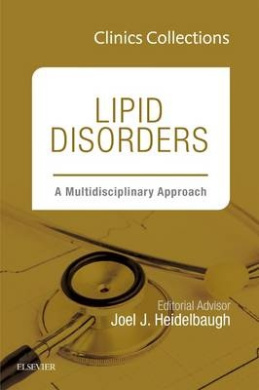 Clinics Collections
LIPID
DISORDERS
A Multidisciplinary Approach
Editorial Advisor
Joel J. Heidelbaugh
ELSEVIER